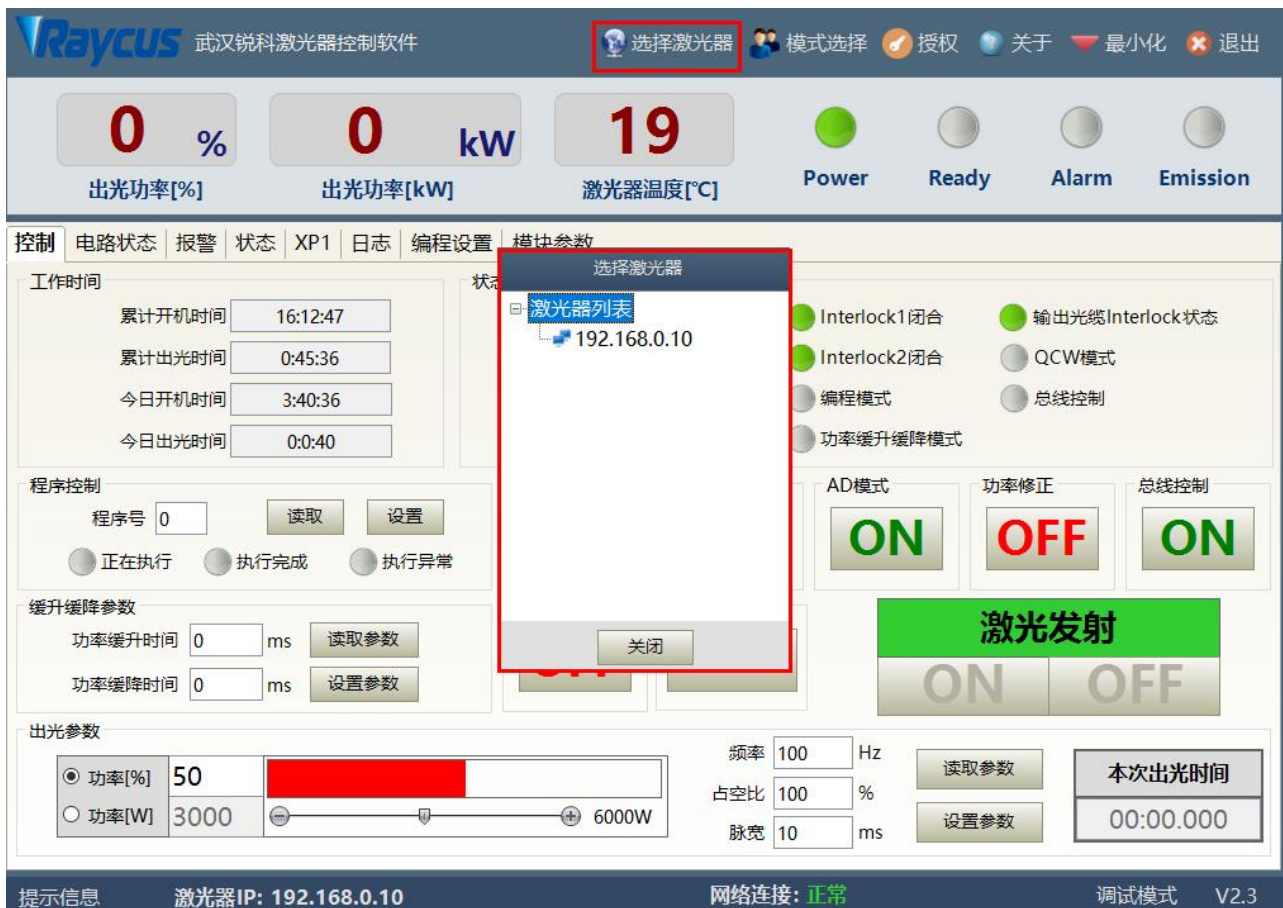 Raycus 武汉锐科激光器控制软件 选择激光器 模式选择 授权 关于 最小化 退出
0 % 0 kW 19
出光功率[%] 出光功率[kW] 激光器温度[℃] Power Ready Alarm Emission
控制 电路状态 报警 状态 XP1 日志 编程设置 模块参数
选择激光器
激光器列表
192.168.0.10
关闭
工作时间
累计开机时间 16:12:47
累计出光时间 0:45:36
今日开机时间 3:40:36
今日出光时间 0:0:40
状态
Interlock1闭合 输出光缆Interlock状态
Interlock2闭合 QCW模式
编程模式 总线控制
功率缓升缓降模式
程序控制
程序号 0 读取 设置
正在执行 执行完成 执行异常
AD模式 功率修正 总线控制
ON OFF ON
缓升缓降参数
功率缓升时间 0 ms 读取参数
功率缓降时间 0 ms 设置参数
激光发射
ON OFF
出光参数
功率[%] 50
功率[W] 3000 6000W
频率 100 Hz
占空比 100 %
脉宽 10 ms
读取参数
设置参数
本次出光时间
00:00.000
提示信息 激光器IP: 192.168.0.10 网络连接: 正常 调试模式 V2.3